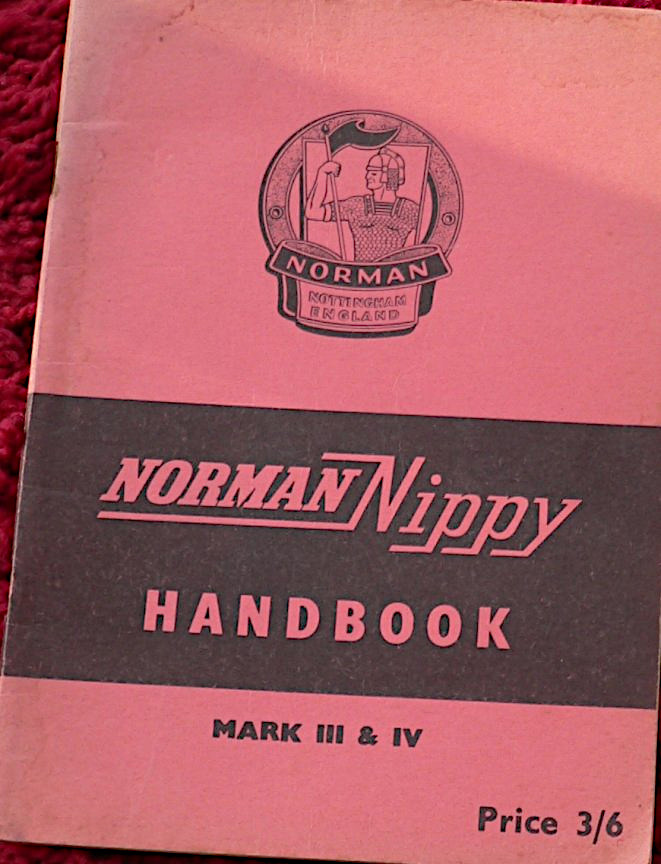 NORMAN
NOTTINGHAM
ENGLAND
NORMAN Nippy
HANDBOOK
MARK III & IV
Price 3/6